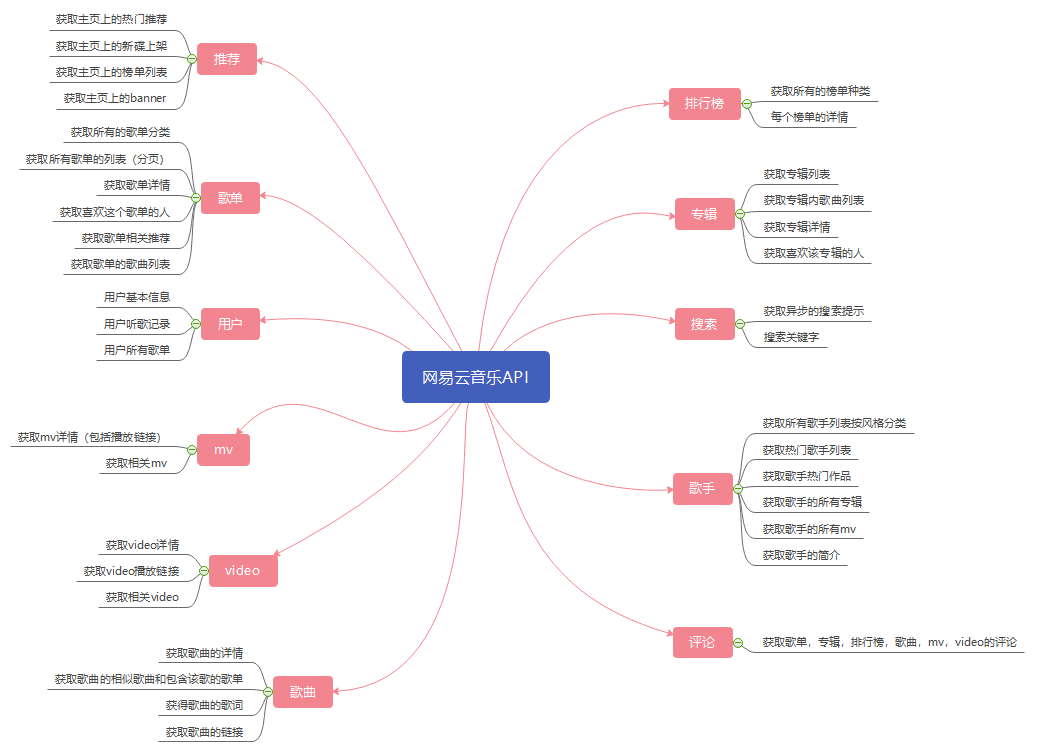 网易云音乐API
推荐
获取主页上的热门推荐
获取主页上的新碟上架
获取主页上的榜单列表
获取主页上的banner
歌单
获取所有的歌单分类
获取所有歌单的列表（分页）
获取歌单详情
获取喜欢这个歌单的人
获取歌单相关推荐
获取歌单的歌曲列表
用户
用户基本信息
用户听歌记录
用户所有歌单
mv
获取mv详情（包括播放链接）
获取相关mv
video
获取video详情
获取video播放链接
获取相关video
歌曲
获取歌曲的详情
获取歌曲的相似歌曲和包含该歌的歌单
获得歌曲的歌词
获取歌曲的链接
排行榜
获取所有的榜单种类
每个榜单的详情
专辑
获取专辑列表
获取专辑内歌曲列表
获取专辑详情
获取喜欢该专辑的人
搜索
获取异步的搜索提示
搜索关键字
歌手
获取所有歌手列表按风格分类
获取热门歌手列表
获取歌手热门作品
获取歌手的所有专辑
获取歌手的所有mv
获取歌手的简介
评论
获取歌单，专辑，排行榜，歌曲，mv，video的评论